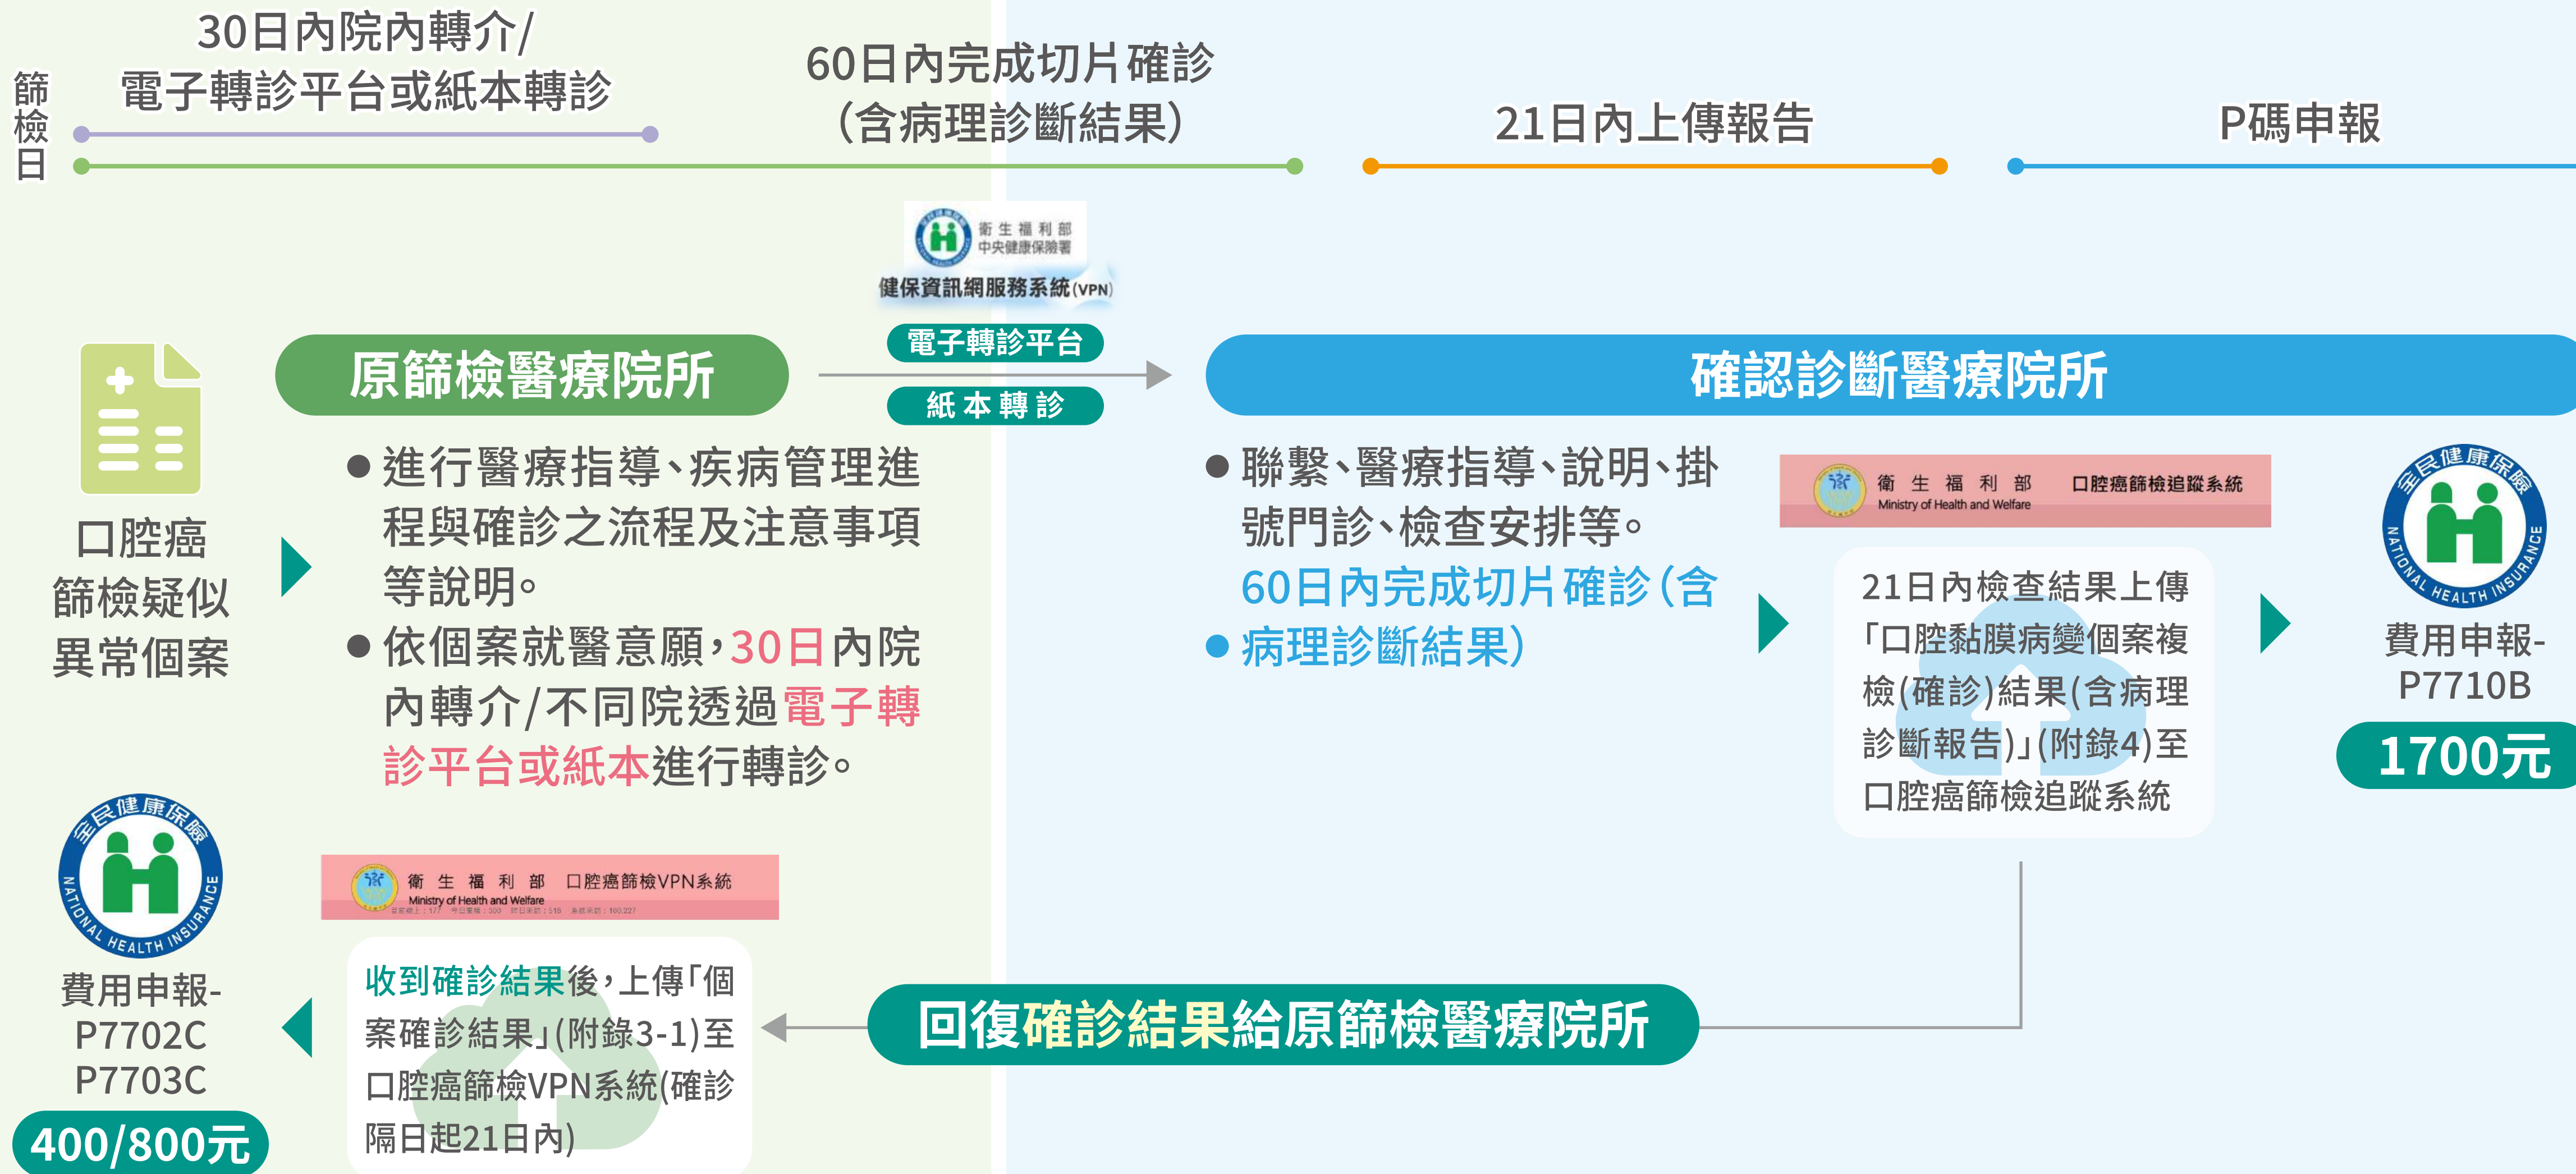 篩檢日
30日內院內轉介/
電子轉診平台或紙本轉診
60日內完成切片確診
(含病理診斷結果)
21日內上傳報告
P碼申報
衛生福利部
中央健康保險署
健保資訊網服務系統(VPN)
電子轉診平台
紙本轉診
口腔癌
篩檢疑似
異常個案
原篩檢醫療院所
●進行醫療指導、疾病管理進
程與確診之流程及注意事項
等說明。
●依個案就醫意願,30日內院
內轉介/不同院透過電子轉
診平台或紙本進行轉診。
確認診斷醫療院所
●聯繫、醫療指導、說明、掛
號門診、檢查安排等。
60日內完成切片確診(含
●病理診斷結果)
衛生福利部 口腔癌篩檢追蹤系統
Ministry of Health and Welfare
21日內檢查結果上傳
「口腔黏膜病變個案複
檢(確診)結果(含病理
診斷報告)」(附錄4)至
口腔癌篩檢追蹤系統
全民健康保險
NATIONAL HEALTH INSURANCE
費用申報-
P7710B
1700元
回復確診結果給原篩檢醫療院所
衛生福利部 口腔癌篩檢VPN系統
Ministry of Health and Welfare
收到確診結果後,上傳「個
案確診結果」(附錄3-1)至
口腔癌篩檢VPN系統(確診
隔日起21日內)
全民健康保險
NATIONAL HEALTH INSURANCE
費用申報-
P7702C
P7703C
400/800元